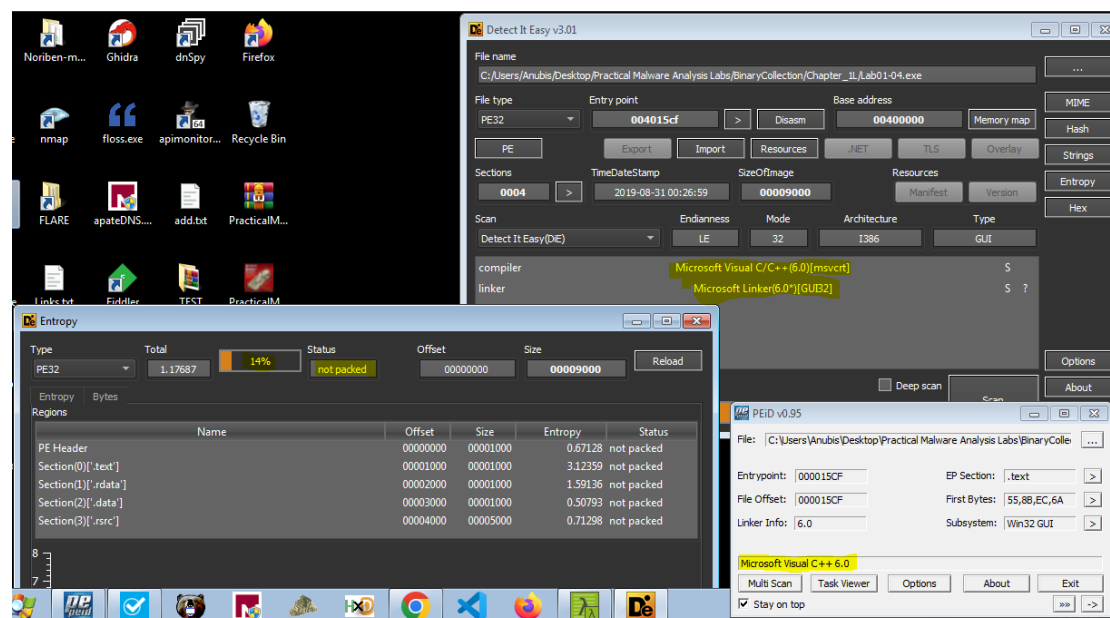 Noriben-m... Ghidra dnSpy Firefox
nmap floss.exe apimonitor... Recycle Bin
64
FLARE apateDNS.... add.txt PracticalM...
Links.txt Fiddler TEST PracticalM
Detect It Easy v3.01
File name
C:/Users/Anubis/Desktop/Practical Malware Analysis Labs/BinaryCollection/Chapter_1L/Lab01-04.exe
...
File type Entry point Base address
PE32 004015cf > Disasm 00400000 Memory map
MIME
Hash
PE Export Import Resources .NET TLS Overlay
Strings
Sections TimeDateStamp SizeOfImage Resources
Entropy
0004 > 2019-08-31 00:26:59 00009000 Manifest Version
Hex
Scan Endianness Mode Architecture Type
Detect It Easy(DiE) LE 32 I386 GUI
compiler Microsoft Visual C/C++(6.0)[msvcrt] S
linker Microsoft Linker(6.0*)[GUI32] S ?
Options
Deep scan
About
Scan
Entropy
Type Total Status Offset Size
PE32 1.17687 14% not packed 00000000 00009000 Reload
Entropy Bytes
Regions
Name Offset Size Entropy Status
PE Header 00000000 00001000 0.67128 not packed
Section(0)['.text'] 00001000 00001000 3.12359 not packed
Section(1)['.rdata'] 00002000 00001000 1.59136 not packed
Section(2)['.data'] 00003000 00001000 0.50793 not packed
Section(3)['.rsrc'] 00004000 00005000 0.71298 not packed
8
7
PEiD v0.95
File: C:\Users\Anubis\Desktop\Practical Malware Analysis Labs\BinaryColle ...
Entrypoint: 000015CF EP Section: .text >
File Offset: 000015CF First Bytes: 55,8B,EC,6A >
Linker Info: 6.0 Subsystem: Win32 GUI >
Microsoft Visual C++ 6.0
Multi Scan Task Viewer Options About Exit
Stay on top »» ->